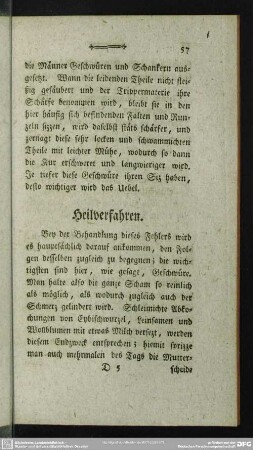 57
die Männer Geschwüren und Schankern aus-
gesetzt. Wann die leidenden Theile nicht flei-
ßig gesäubert und der Trippermaterie ihre
Schärfe benommen wird, bleibt sie in den
hier häufig sich befindenden Falten und Run-
zeln sizzen, wird daselbst stäts schärfer, und
zernagt diese sehr locken und schwammichten
Theile mit leichter Mühe, wodurch so dann
die Kur erschweret und langwieriger wird.
Je tiefer diese Geschwüre ihren Siz haben,
desto wichtiger wird das Uebel.
Heilverfahren.
Bey der Behandlung dieses Fehlers wird
es hauptsächlich darauf ankommen, den Fol-
gen desselben zugleich zu begegnen; die wich-
tigsten sind hier, wie gesagt, Geschwüre.
Man halte also die ganze Scham so reinlich
als möglich, als wodurch zugleich auch der
Schmerz gelindert wird. Schleimichte Abko-
chungen von Eybischwurzel, Leinsamen und
Wollblumen mit etwas Milch versezt, werden
diesem Endzweck entsprechen; hiemit sprizze
man auch mehrmalen des Tags die Mutter-
D 5 scheide